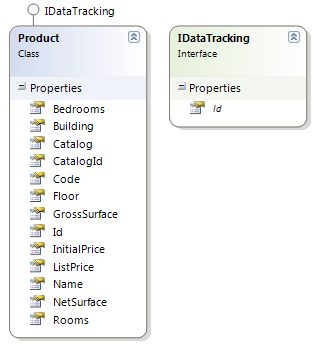 IDataTracking
Product
Class
Properties
Bedrooms
Building
Catalog
CatalogId
Code
Floor
GrossSurface
Id
InitialPrice
ListPrice
Name
NetSurface
Rooms
IDataTracking
Interface
Properties
Id